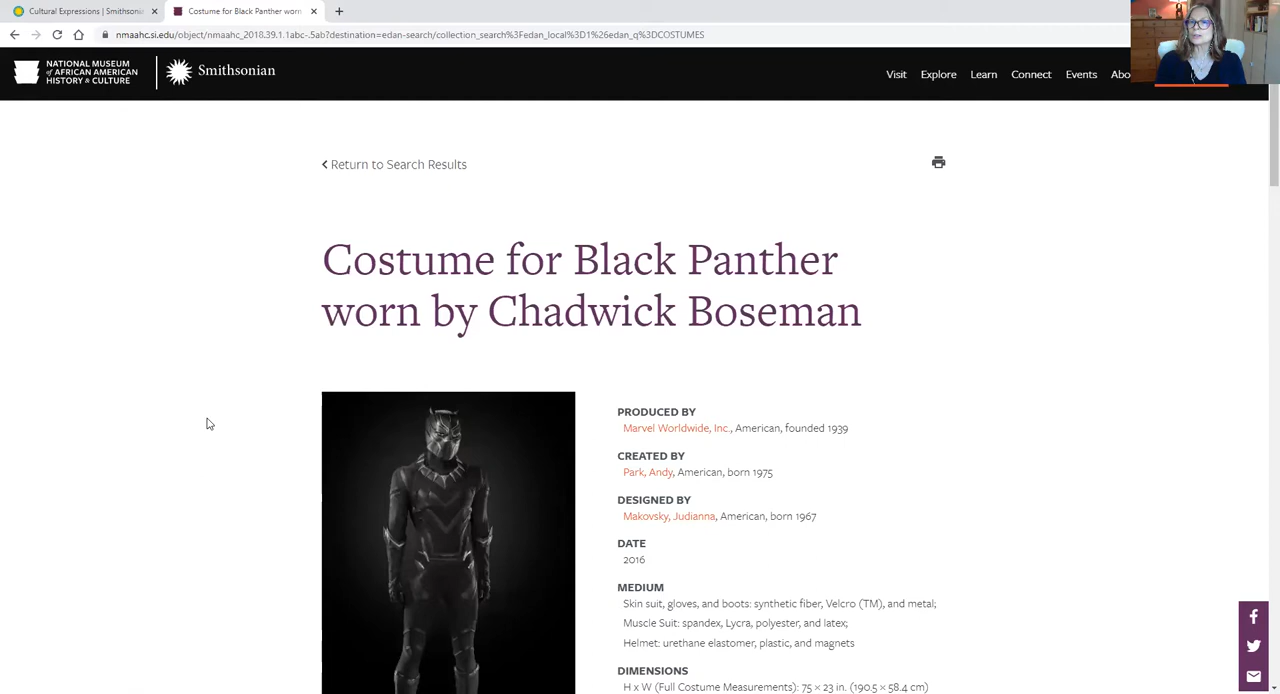 Cultural Expressions | Smithsonia
Costume for Black Panther worn
nmaahc.si.edu/object/nmaahc_2018.39.1.1abc-.5ab?destination=edan-search/collection_search%3Fedan_local%3D1%26edan_q%3DCOSTUMES
NATIONAL MUSEUM
of AFRICAN AMERICAN
HISTORY & CULTURE
Smithsonian
Visit Explore Learn Connect Events Abo
Return to Search Results
Costume for Black Panther
worn by Chadwick Boseman
PRODUCED BY
Marvel Worldwide, Inc., American, founded 1939
CREATED BY
Park, Andy, American, born 1975
DESIGNED BY
Makovsky, Judianna, American, born 1967
DATE
2016
MEDIUM
Skin suit, gloves, and boots: synthetic fiber, Velcro (TM), and metal;
Muscle Suit: spandex, Lycra, polyester, and latex;
Helmet: urethane elastomer, plastic, and magnets
DIMENSIONS
H x W (Full Costume Measurements): 75 × 23 in. (190.5 × 58.4 cm)